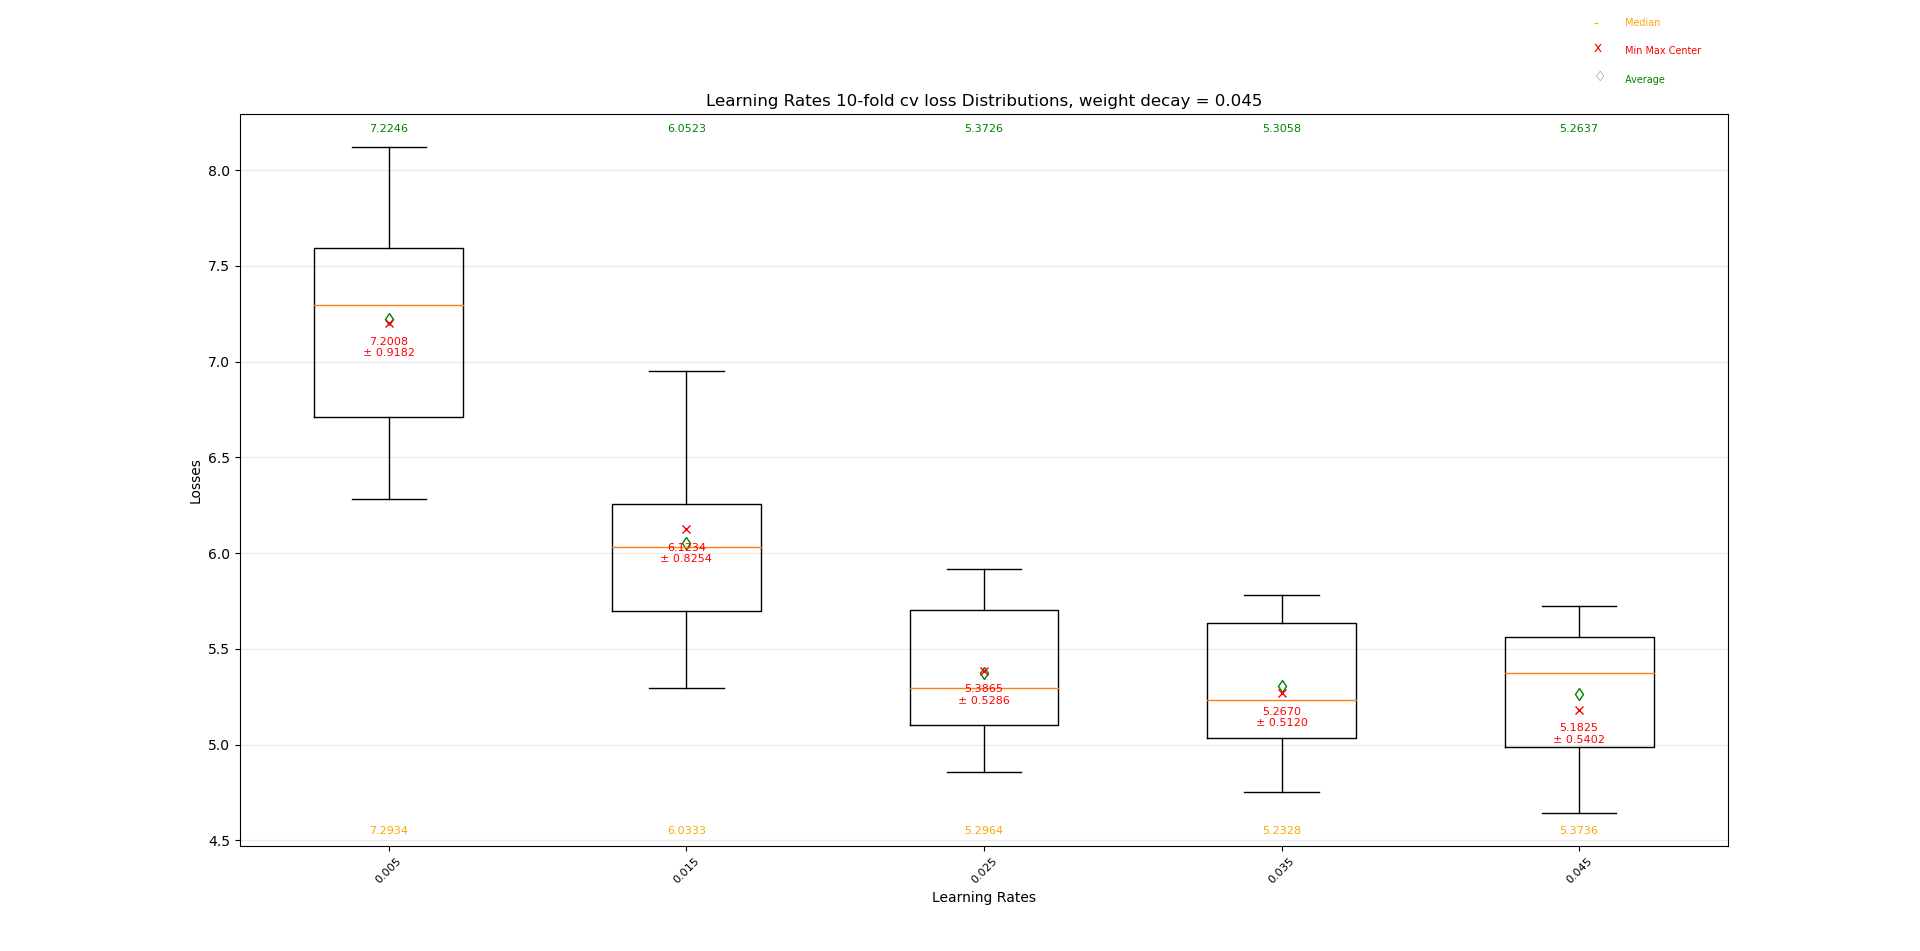 – Median
x Min Max Center
◇ Average
Learning Rates 10-fold cv loss Distributions, weight decay = 0.045
7.2246 6.0523 5.3726 5.3058 5.2637
8.0
7.5
7.0
6.5
6.0
5.5
5.0
4.5
Losses
7.2008
± 0.9182
6.1234
± 0.8254
5.3865
± 0.5286
5.2670
± 0.5120
5.1825
± 0.5402
7.2934 6.0333 5.2964 5.2328 5.3736
0.005 0.015 0.025 0.035 0.045
Learning Rates